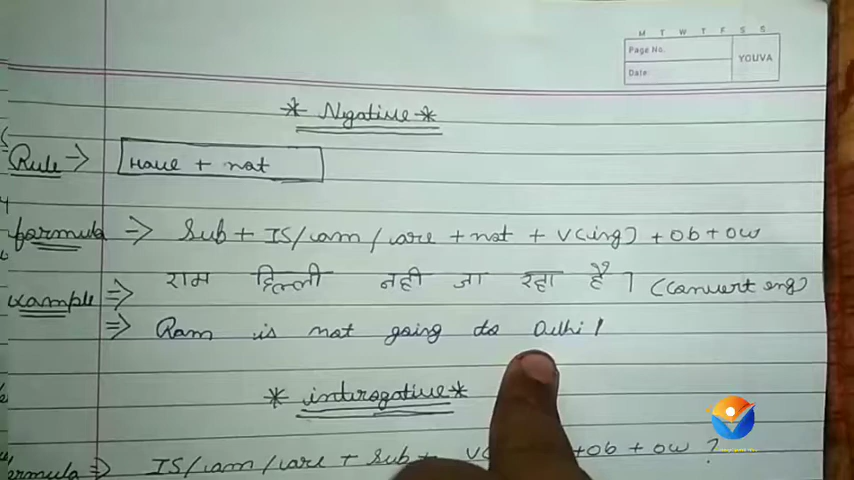 M T W T F S S
Page No.
Date:
YOUVA
* Negative *
Rule → Have + not
formula → Sub + IS/am/are + not + V(ing) + ob + ow
example ⇒ राम दिल्ली नही जा रहा है । (Convert eng)
⇒ Ram is not going to Delhi।
* interogative *
formula ⇒ IS/am/are + sub + +ob + ow ?